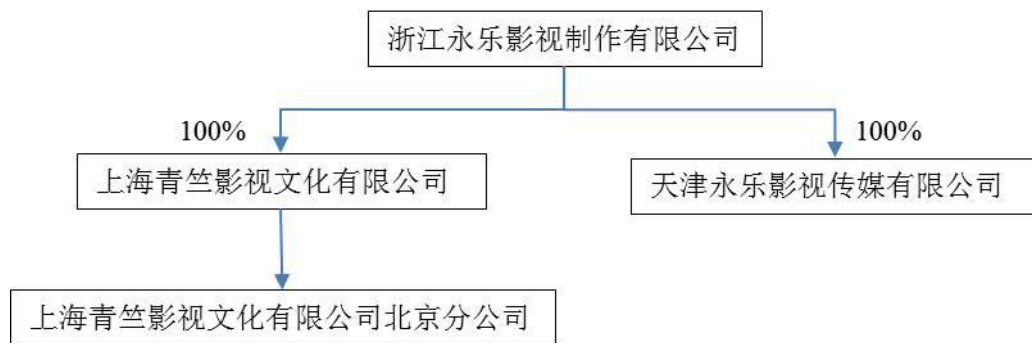 浙江永乐影视制作有限公司
100%
100%
上海青竺影视文化有限公司
天津永乐影视传媒有限公司
上海青竺影视文化有限公司北京分公司